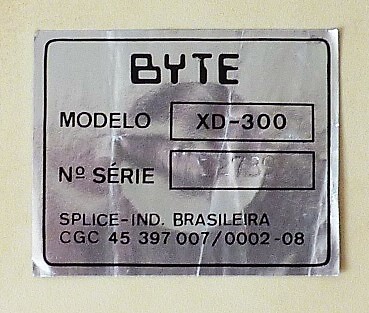 BYTE
MODELO XD-300
Nº SÉRIE
SPLICE-IND. BRASILEIRA
CGC 45 397 007/0002-08